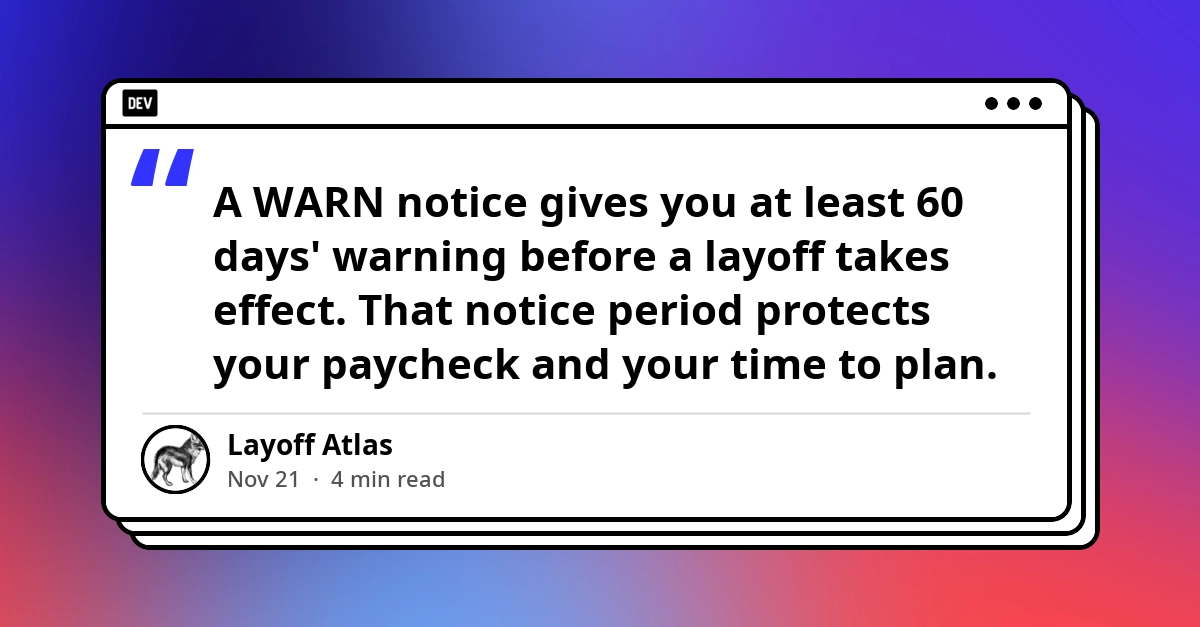 DEV
“
A WARN notice gives you at least 60
days' warning before a layoff takes
effect. That notice period protects
your paycheck and your time to plan.
Layoff Atlas
Nov 21 · 4 min read